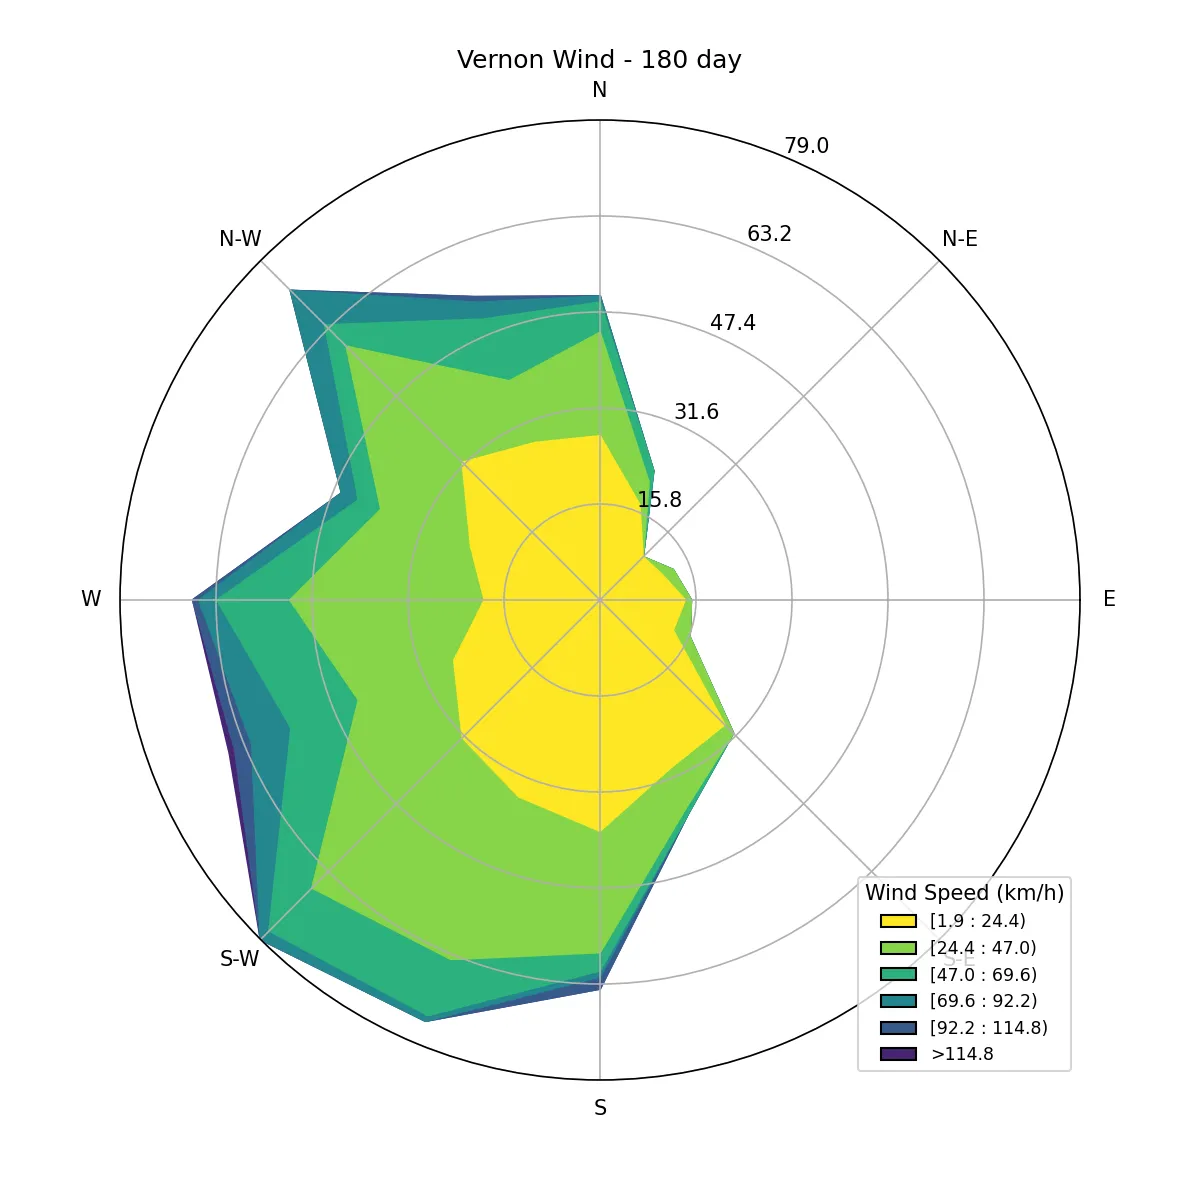 Vernon Wind - 180 day
N
79.0
63.2
N-W
N-E
47.4
31.6
15.8
W
E
S-W
S-E
Wind Speed (km/h)
[1.9 : 24.4)
[24.4 : 47.0)
[47.0 : 69.6)
[69.6 : 92.2)
[92.2 : 114.8)
>114.8
S